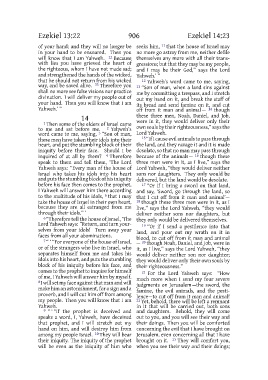 Ezekiel 13:22 906 Ezekiel 14:23
of your hand; and they will no longer be
in your hand to be ensnared. Then you
will know that I am Yahweh. 22 Because
with lies you have grieved the heart of
the righteous, whom I have not made sad;
and strengthened the hands of the wicked,
that he should not return from his wicked
way, and be saved alive. 23 Therefore you
shall no more see false visions nor practice
divination. I will deliver my people out of
your hand. Then you will know that I am
Yahweh.’”
14
1 Then some of the elders of Israel came
to me and sat before me. 2 Yahweh’s
word came to me, saying, 3 “Son of man,
these men have taken their idols into their
heart, and put the stumbling block of their
iniquity before their face. Should I be
inquired of at all by them? 4 Therefore
speak to them and tell them, ‘The Lord
Yahweh says: “Every man of the house of
Israel who takes his idols into his heart
and puts the stumbling block of his iniquity
before his face then comes to the prophet,
I Yahweh will answer him there according
to the multitude of his idols, 5 that I may
take the house of Israel in their own heart,
because they are all estranged from me
through their idols.”’
6 “Therefore tell the house of Israel, ‘The
Lord Yahweh says: “Return, and turn your-
selves from your idols! Turn away your
faces from all your abominations.
7 “‘“For everyone of the house of Israel,
or of the strangers who live in Israel, who
separates himself from me and takes his
idols into his heart, and puts the stumbling
block of his iniquity before his face, and
comes to the prophet to inquire for himself
of me, I Yahweh will answer him by myself.
8 I will set my face against that man and will
make him an astonishment, for a sign and a
proverb, and I will cut him off from among
my people. Then you will know that I am
Yahweh.
9 “‘“If the prophet is deceived and
speaks a word, I, Yahweh, have deceived
that prophet, and I will stretch out my
hand on him, and will destroy him from
among my people Israel. 10 They will bear
their iniquity. The iniquity of the prophet
will be even as the iniquity of him who
seeks him, 11 that the house of Israel may
no more go astray from me, neither defile
themselves any more with all their trans-
gressions; but that they may be my people,
and I may be their God,” says the Lord
Yahweh.’”
12 Yahweh’s word came to me, saying,
13 “Son of man, when a land sins against
me by committing a trespass, and I stretch
out my hand on it, and break the staff of
its bread and send famine on it, and cut
off from it man and animal— 14 though
these three men, Noah, Daniel, and Job,
were in it, they would deliver only their
own souls by their righteousness,” says the
Lord Yahweh.
15 “If I cause evil animals to pass through
the land, and they ravage it and it is made
desolate, so that no man may pass through
because of the animals— 16 though these
three men were in it, as I live,” says the
Lord Yahweh, “they would deliver neither
sons nor daughters. They only would be
delivered, but the land would be desolate.
17 “Or if I bring a sword on that land,
and say, ‘Sword, go through the land, so
that I cut off from it man and animal’—
18 though these three men were in it, as I
live,” says the Lord Yahweh, “they would
deliver neither sons nor daughters, but
they only would be delivered themselves.
19 “Or if I send a pestilence into that
land, and pour out my wrath on it in
blood, to cut off from it man and animal
— 20 though Noah, Daniel, and Job, were in
it, as I live,” says the Lord Yahweh, “they
would deliver neither son nor daughter;
they would deliver only their own souls by
their righteousness.”
21 For the Lord Yahweh says: “How
much more when I send my four severe
judgments on Jerusalem—the sword, the
famine, the evil animals, and the pesti-
lence—to cut off from it man and animal!
22 Yet, behold, there will be left a remnant
in it that will be carried out, both sons
and daughters. Behold, they will come
out to you, and you will see their way and
their doings. Then you will be comforted
concerning the evil that I have brought on
Jerusalem, even concerning all that I have
brought on it. 23 They will comfort you,
when you see their way and their doings;